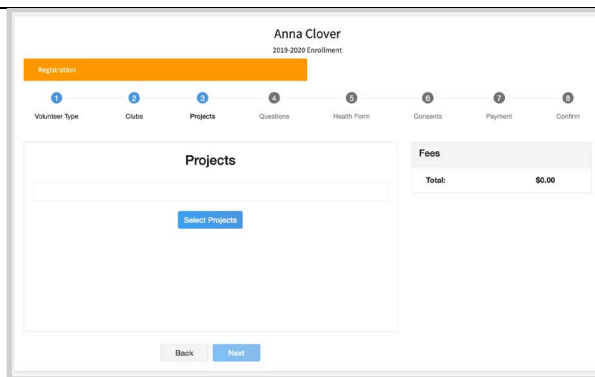 Anna Clover
2019-2020 Enrollment
Registration
1 2 3 4 5 6 7 8
Volunteer Type Clubs Projects Questions Health Form Consents Payment Confirm
Projects
Select Projects
Fees
Total: $0.00
Back Next